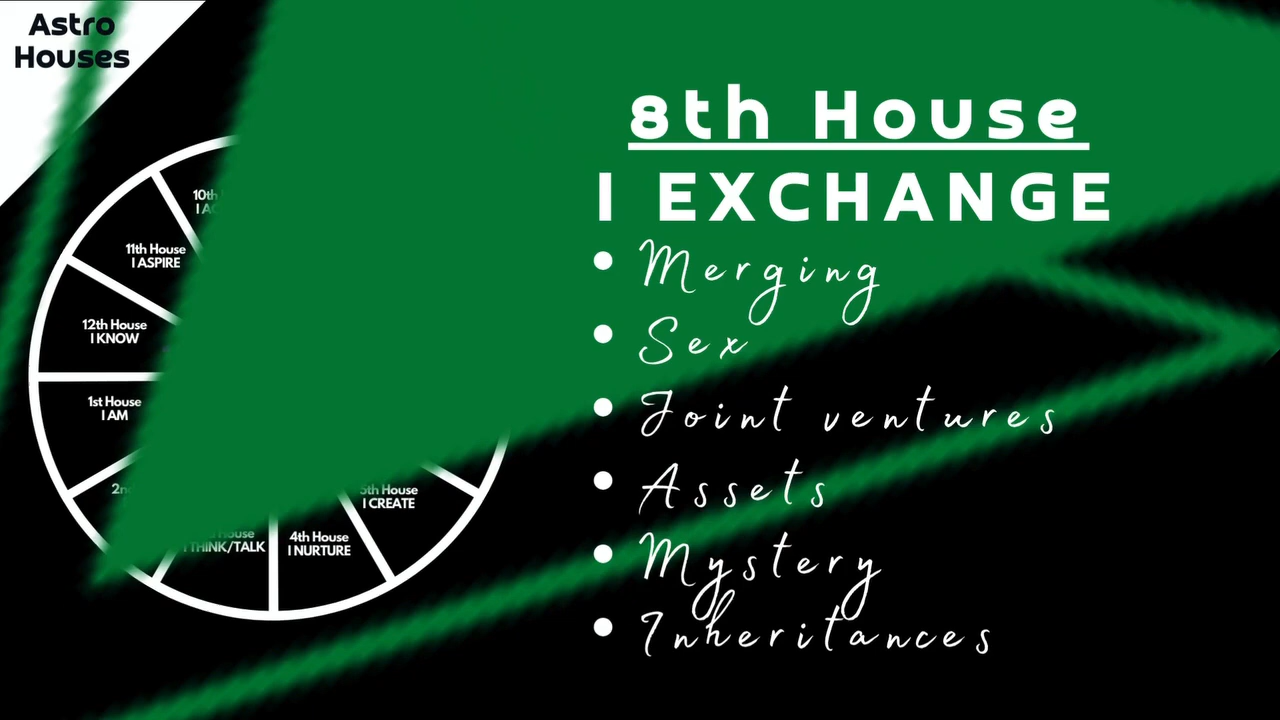 Astro
Houses
8th House
I EXCHANGE
Merging
Sex
Joint ventures
Assets
Mystery
Inheritances
10th
11th House
I ASPIRE
12th House
I KNOW
1st House
I AM
5th House
I CREATE
4th House
I NURTURE
THINK/TALK